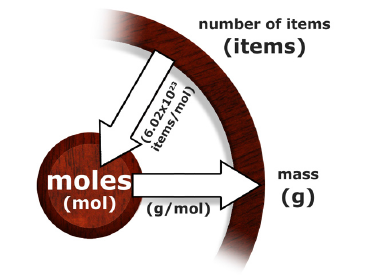 number of items
(items)
(6.02x10²³
items/mol)
moles
(mol)
(g/mol)
mass
(g)